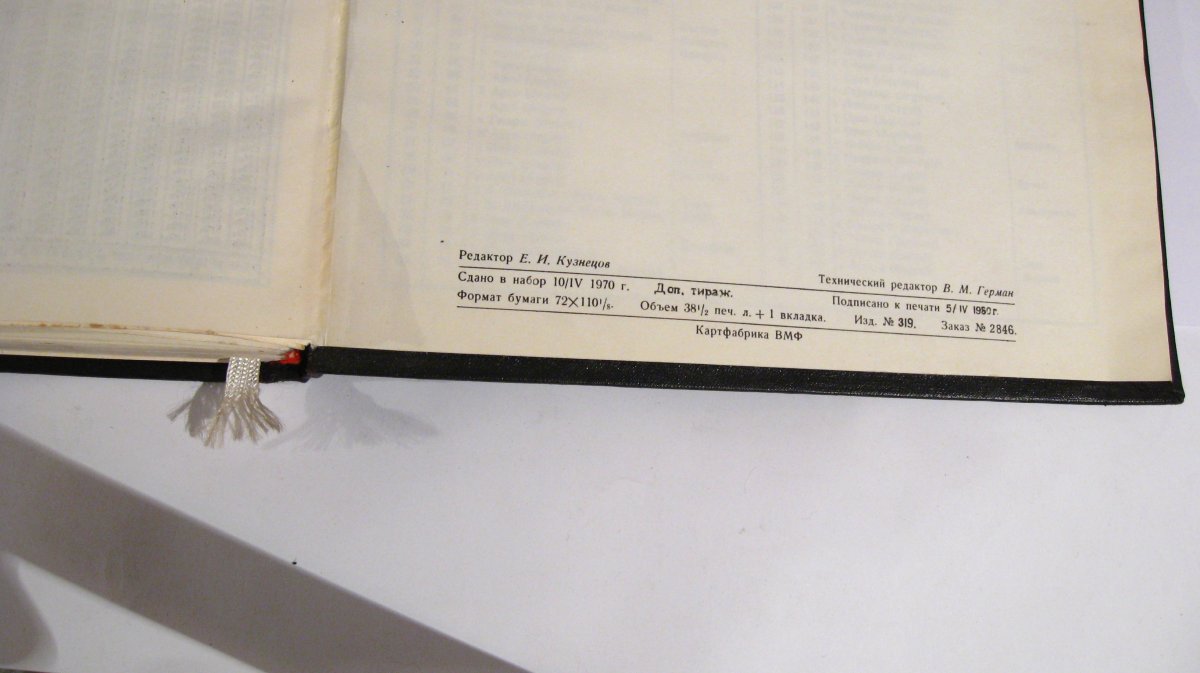 Редактор Е. И. Кузнецов
Технический редактор В. М. Герман
Сдано в набор 10/IV 1970 г. Доп. тираж. Подписано к печати 5/IV 1980г.
Формат бумаги 72×110¹/₈. Объем 38¹/₂ печ. л. + 1 вкладка. Изд. № 319. Заказ № 2846.
Картфабрика ВМФ